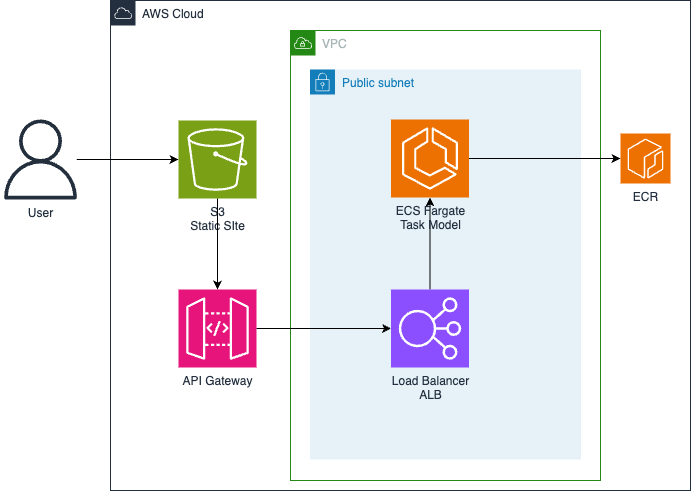 AWS Cloud
VPC
Public subnet
User
S3
Static SIte
ECS Fargate
Task Model
ECR
</>
API Gateway
Load Balancer
ALB